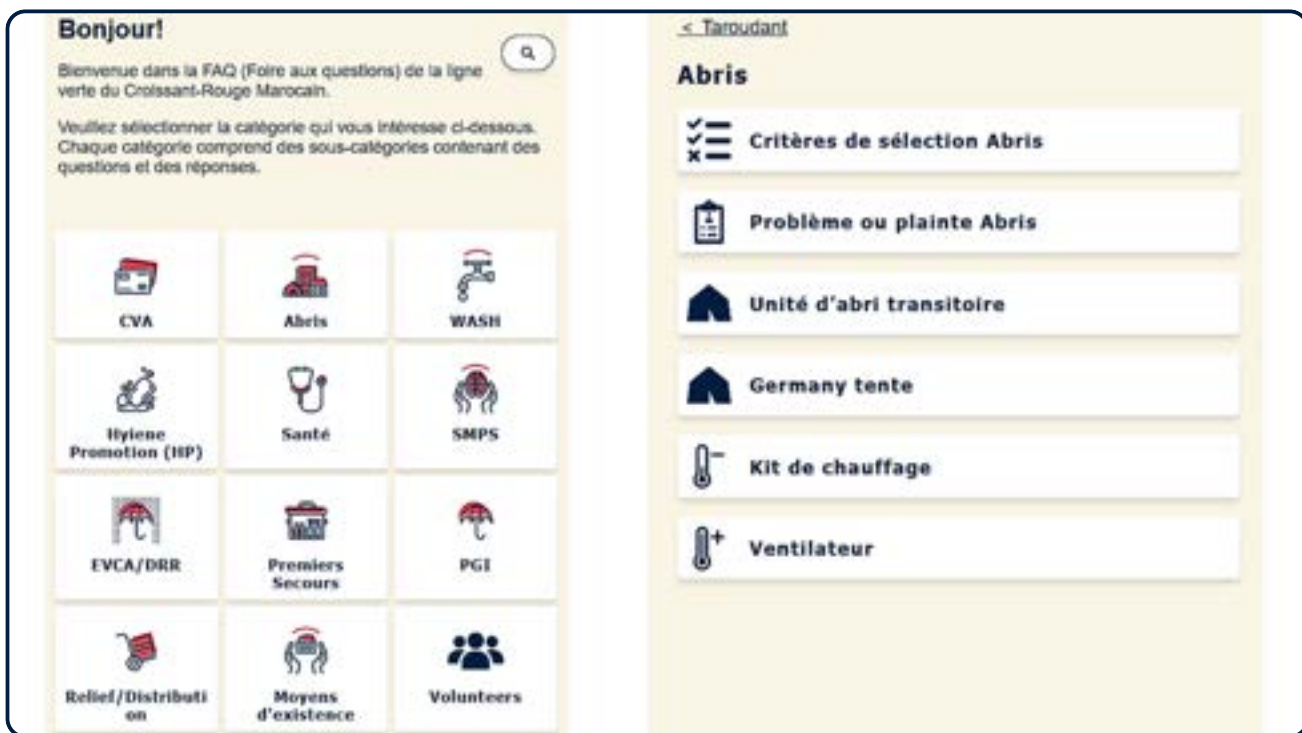 Bonjour!
Bienvenue dans la FAQ (Foire aux questions) de la ligne
verte du Croissant-Rouge Marocain.
Veuillez sélectionner la catégorie qui vous intéresse ci-dessous.
Chaque catégorie comprend des sous-catégories contenant des
questions et des réponses.
CVA
Abris
WASH
Hyiene
Promotion (HP)
Santé
SMPS
EVCA/DRR
Premiers
Secours
PGI
Relief/Distributi
on
Moyens
d'existence
Volunteers
< Taroudant
Abris
Critères de sélection Abris
Problème ou plainte Abris
Unité d'abri transitoire
Germany tente
Kit de chauffage
Ventilateur